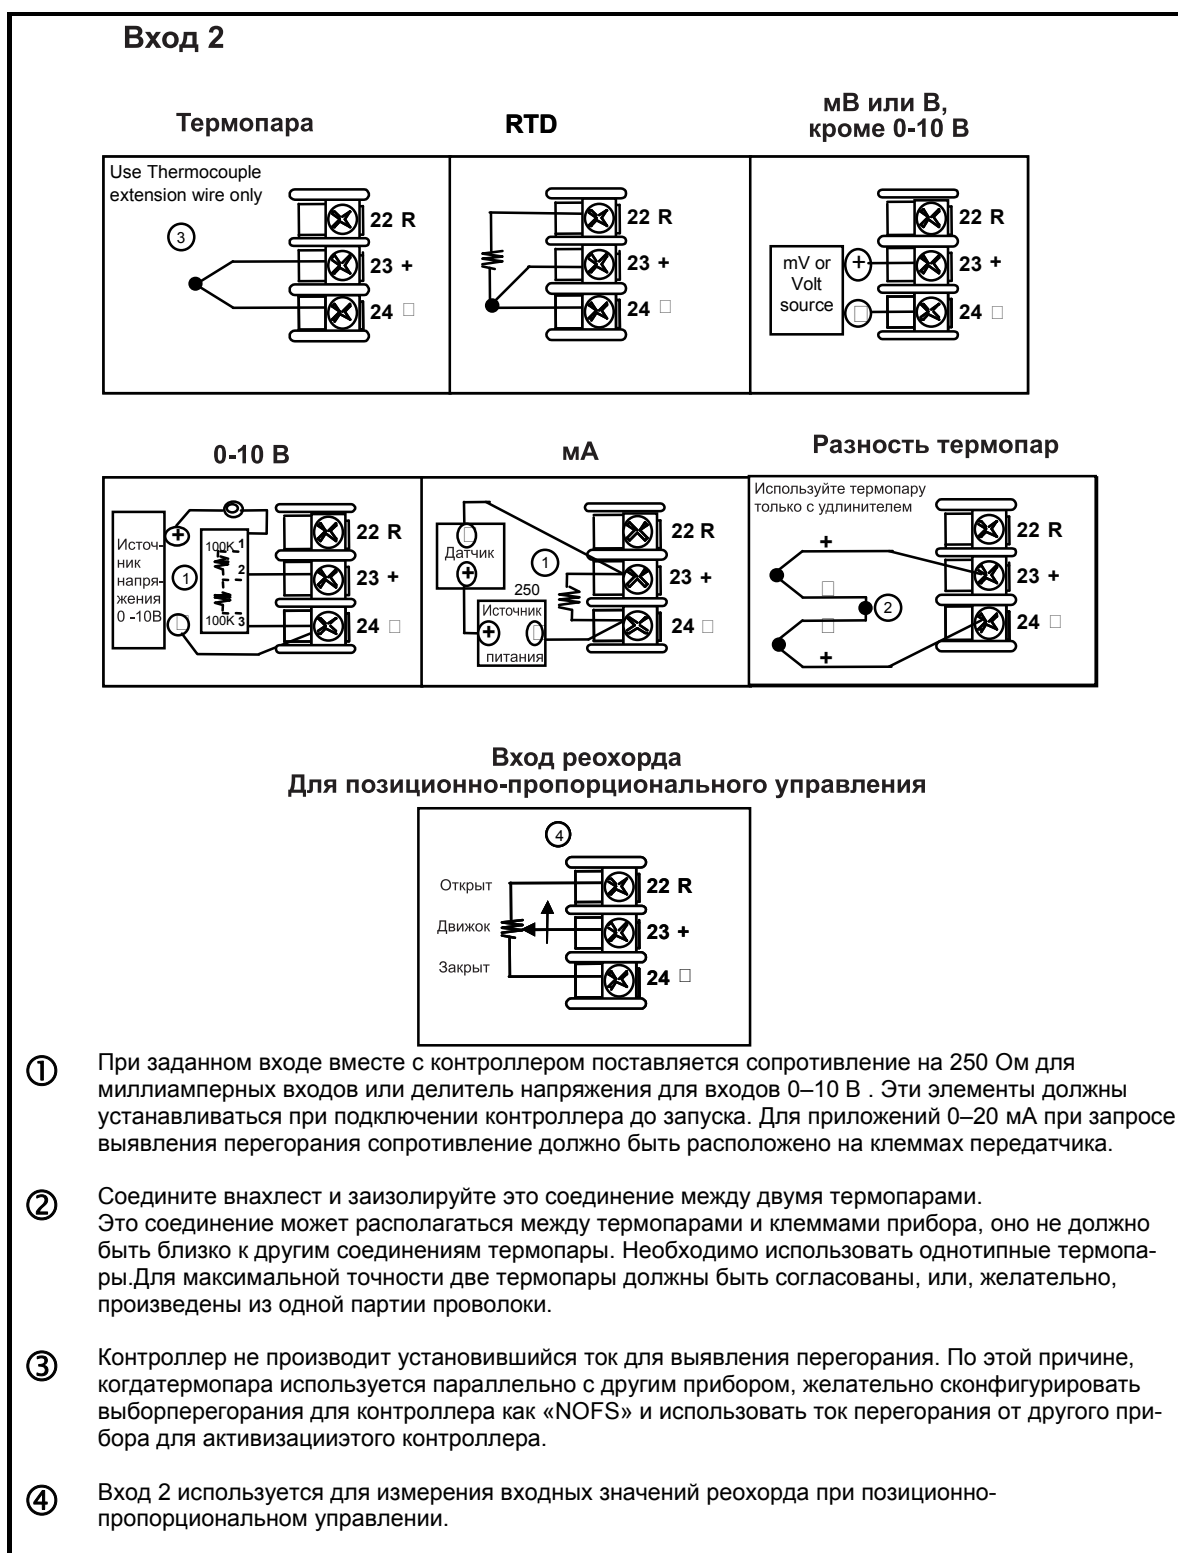 Вход 2
Термопара
RTD
мВ или В,
кроме 0-10 В
Use Thermocouple
extension wire only
3
22 R
23 +
24 □
22 R
23 +
24 □
mV or
Volt
source
+
□
22 R
23 +
24 □
0-10 В
мА
Разность термопар
Источ-
ник
напря-
жения
0 -10В
+
□
1
100K 1
2
100K 3
22 R
23 +
24 □
□
Датчик
+
1
250
Источник
+ □
питания
22 R
23 +
24 □
Используйте термопару
только с удлинителем
+
□
2
□
+
22 R
23 +
24 □
Вход реохорда
Для позиционно-пропорционального управления
4
Открыт
Движок
Закрыт
22 R
23 +
24 □
① При заданном входе вместе с контроллером поставляется сопротивление на 250 Ом для
миллиамперных входов или делитель напряжения для входов 0–10 В . Эти элементы должны
устанавливаться при подключении контроллера до запуска. Для приложений 0–20 мА при запросе
выявления перегорания сопротивление должно быть расположено на клеммах передатчика.
② Соедините внахлест и заизолируйте это соединение между двумя термопарами.
Это соединение может располагаться между термопарами и клеммами прибора, оно не должно
быть близко к другим соединениям термопары. Необходимо использовать однотипные термопа-
ры.Для максимальной точности две термопары должны быть согласованы, или, желательно,
произведены из одной партии проволоки.
③ Контроллер не производит установившийся ток для выявления перегорания. По этой причине,
когдатермопара используется параллельно с другим прибором, желательно сконфигурировать
выборперегорания для контроллера как «NOFS» и использовать ток перегорания от другого при-
бора для активизацииэтого контроллера.
④ Вход 2 используется для измерения входных значений реохорда при позиционно-
пропорциональном управлении.